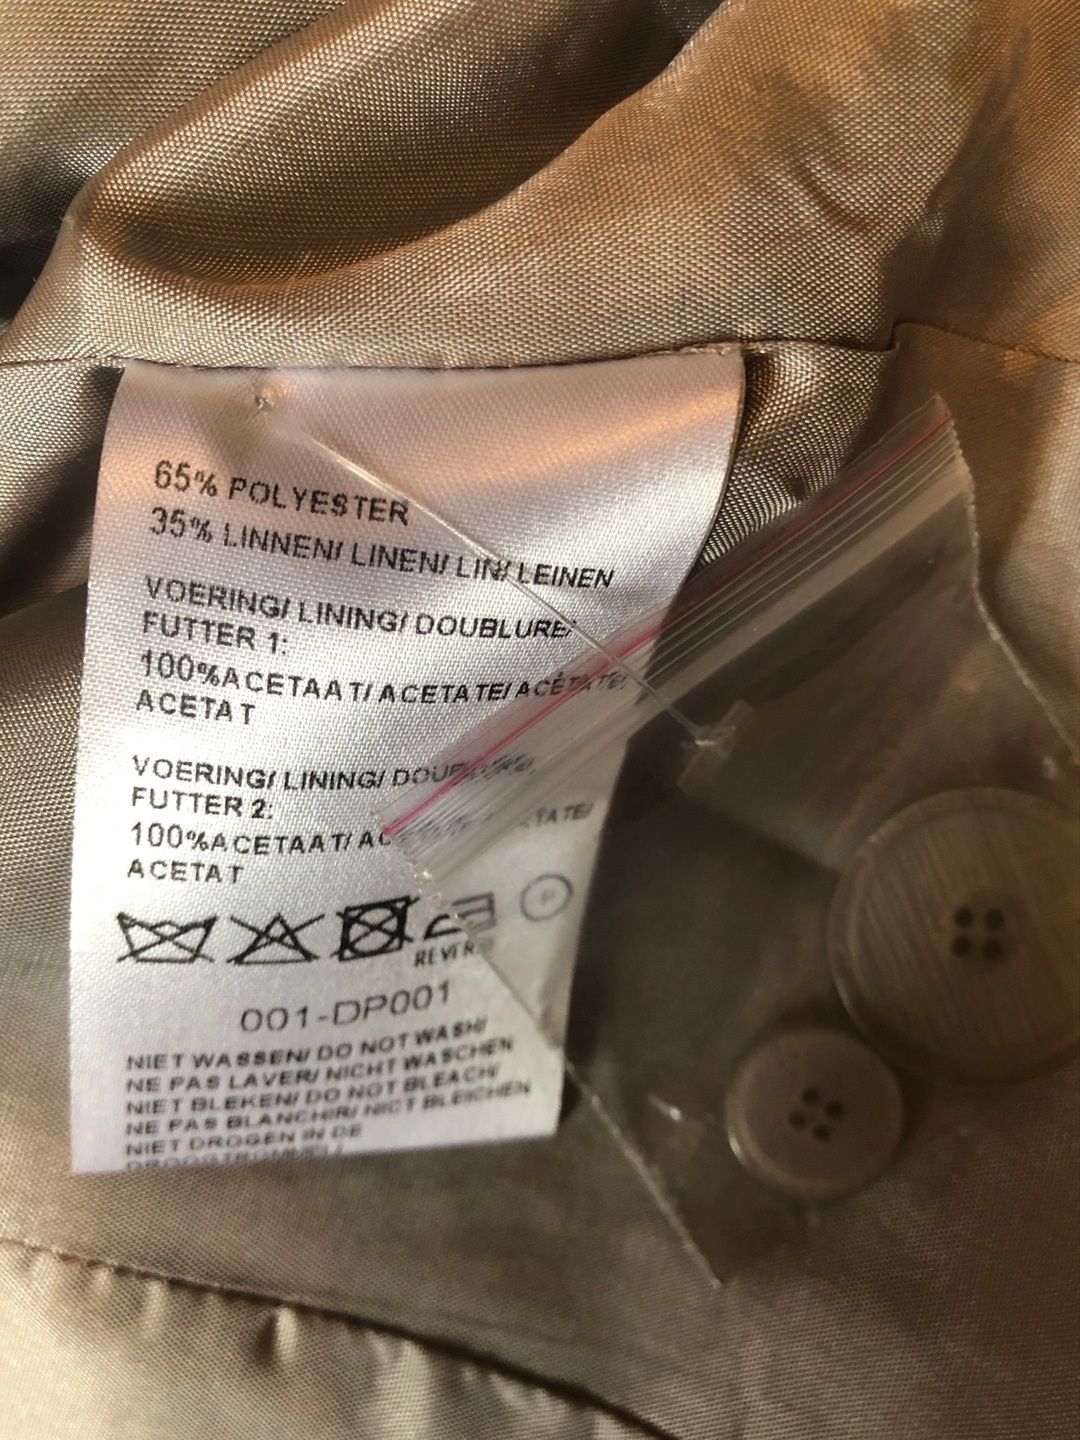 65% POLYESTER
35% LINNEN/ LINEN/ LIN/ LEINEN
VOERING/ LINING/ DOUBLURE/
FUTTER 1:
100%ACETAAT/ ACETATE/ ACÉTATE/
ACETAT
VOERING/ LINING/ DOUBLURE/
FUTTER 2:
100%ACETAAT/
ACETAT
001-DP001
NIET WASSEN/ DO NOT WASH/
NE PAS LAVER/ NICHT WASCHEN
NIET BLEKEN/ DO NOT BLEACH/
NE PAS BLANCHIR/ NICT BLEICHEN
NIET DROGEN IN DE